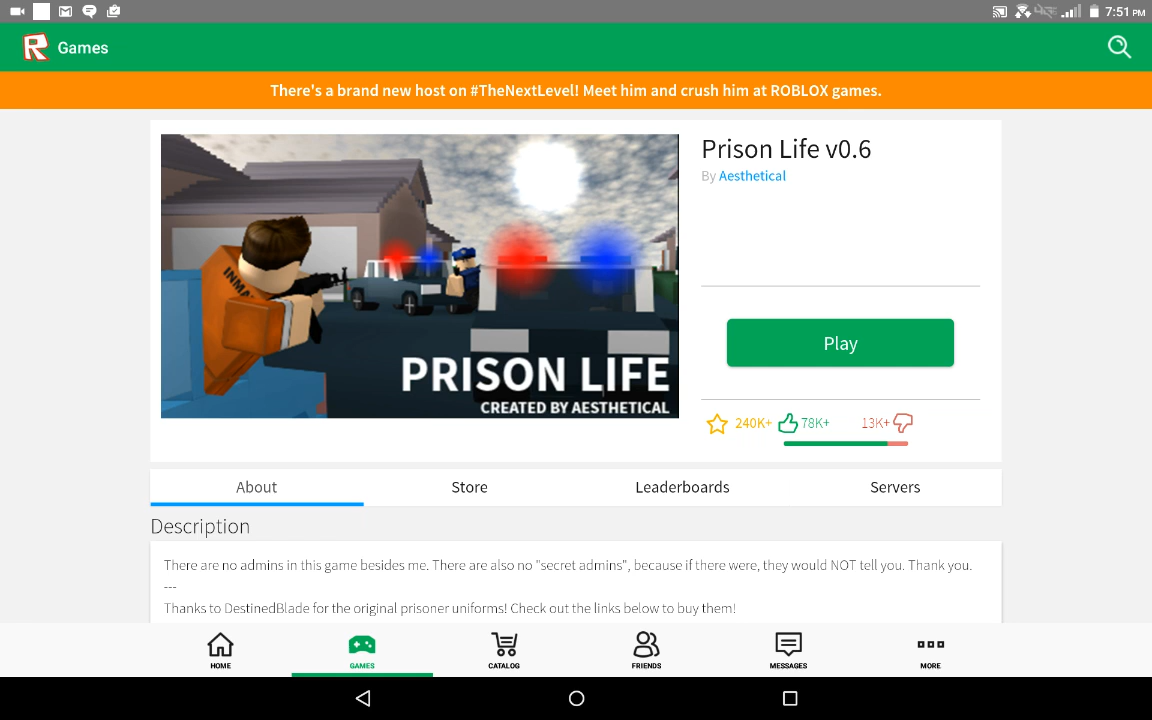 7:51 PM
Games
There's a brand new host on #TheNextLevel! Meet him and crush him at ROBLOX games.
INMA
PRISON LIFE
CREATED BY AESTHETICAL
Prison Life v0.6
By Aesthetical
Play
240K+ 78K+ 13K+
About Store Leaderboards Servers
Description
There are no admins in this game besides me. There are also no "secret admins", because if there were, they would NOT tell you. Thank you.
---
Thanks to DestinedBlade for the original prisoner uniforms! Check out the links below to buy them!
HOME GAMES CATALOG FRIENDS MESSAGES MORE